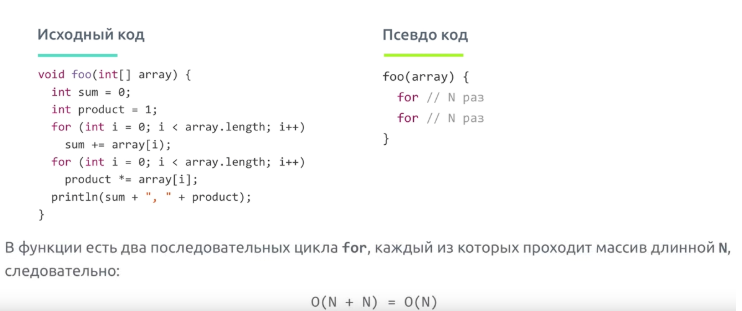 Исходный код
void foo(int[] array) {
int sum = 0;
int product = 1;
for (int i = 0; i < array.length; i++)
sum += array[i);
for (int i = 0; i < array.length; i++)
product *= array[i];
println(sum + ", " + product);
}
Псевдо код
foo(array) {
for // N раз
for // N раз
}
В функции есть два последовательных цикла for, каждый из которых проходит массив длинной N,
следовательно:
O(N + N) = O(N)